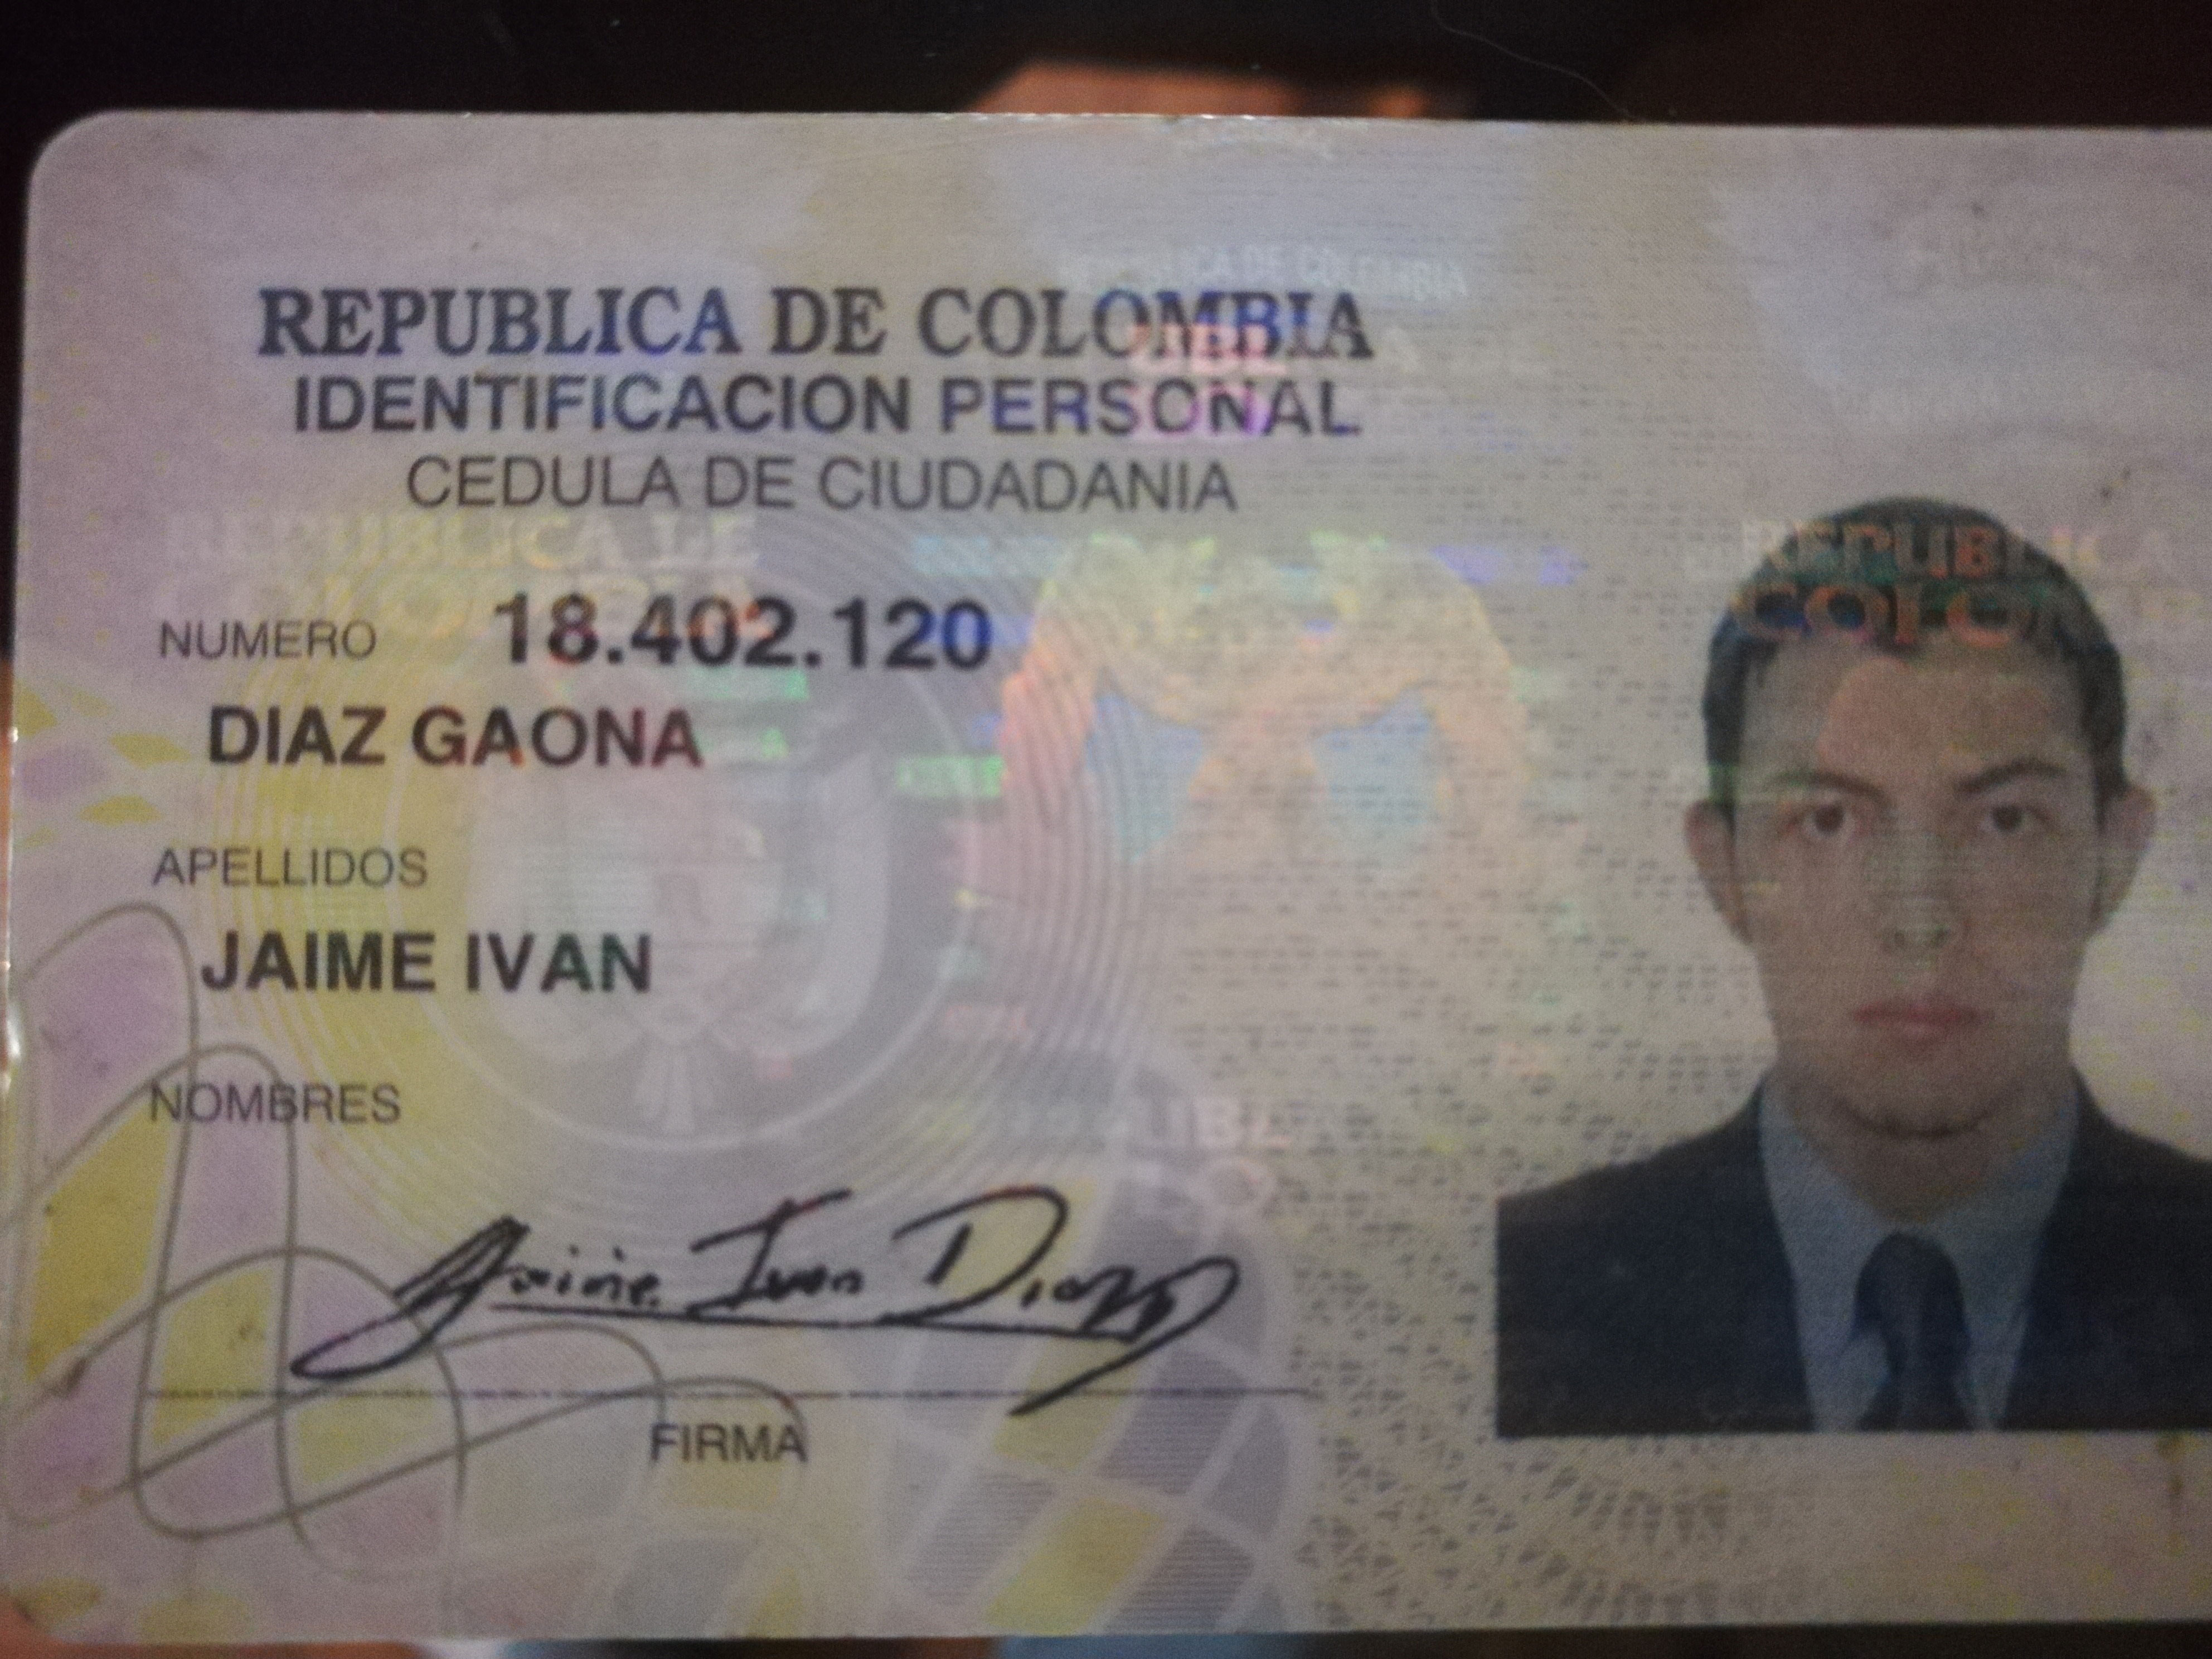 REPUBLICA DE COLOMBIA
IDENTIFICACION PERSONAL
CEDULA DE CIUDADANIA
NUMERO 18.402.120
DIAZ GAONA
APELLIDOS
JAIME IVAN
NOMBRES
Jaime Ivan Diaz
FIRMA